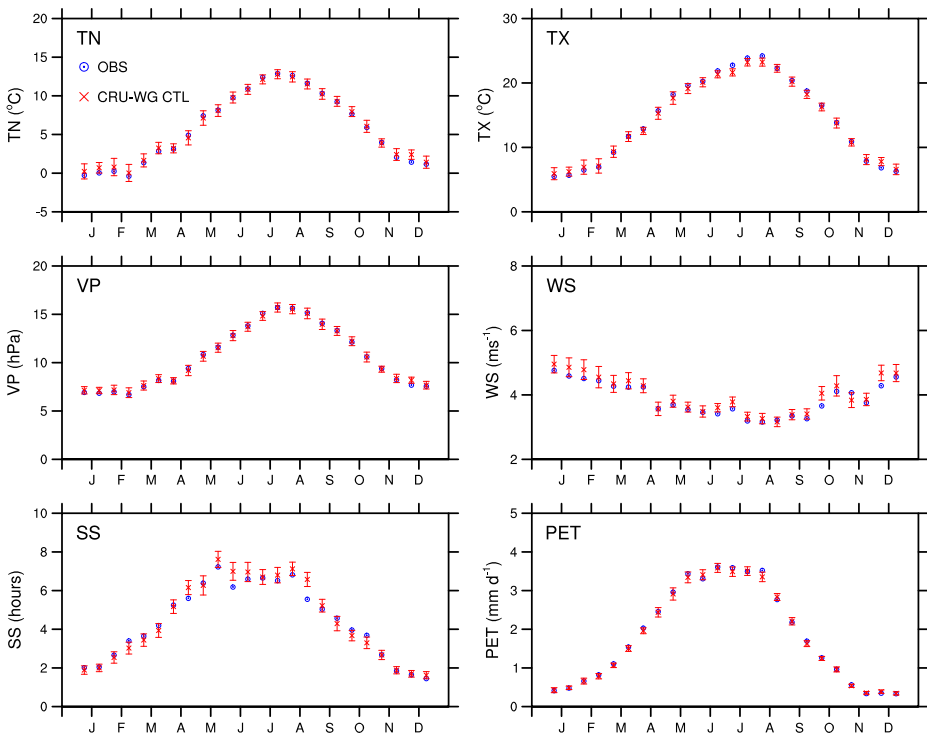 TN
OBS
CRU-WG CTL
TN (°C)
20
15
10
5
0
-5
J F M A M J J A S O N D
TX
TX (°C)
30
20
10
0
J F M A M J J A S O N D
VP
VP (hPa)
20
15
10
5
0
J F M A M J J A S O N D
WS
WS (ms⁻¹)
8
6
4
2
J F M A M J J A S O N D
SS
SS (hours)
10
8
6
4
2
0
J F M A M J J A S O N D
PET
PET (mm d⁻¹)
5
4
3
2
1
0
J F M A M J J A S O N D